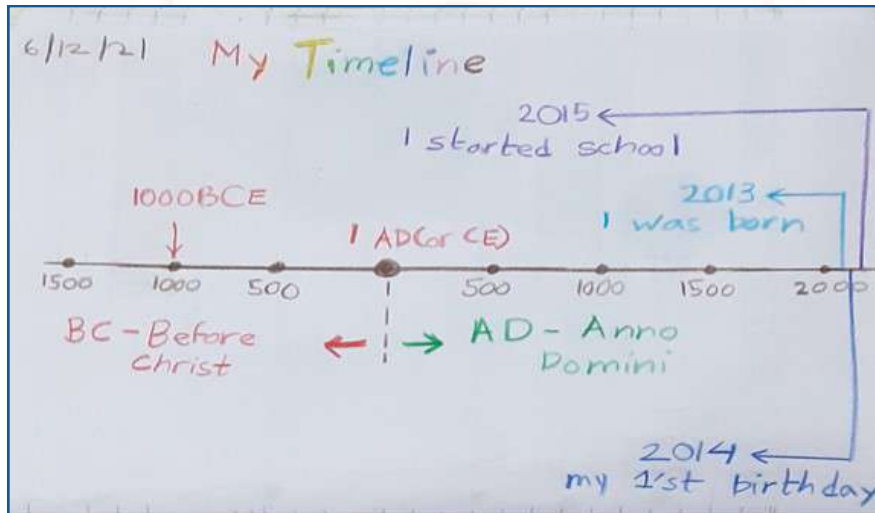 6/12/21 My Timeline
2015
I started school
1000BCE
2013
1 AD(or CE)
I was born
1500 1000 500 1 500 1000 1500 2000
BC - Before Christ
AD - Anno Domini
2014
my 1'st birthday